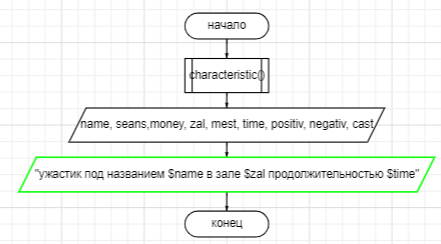 начало
characteristic()
name, seans,money, zal, mest, time, positiv, negativ, cast
"ужастик под названием $name в зале $zal продолжительностью $time"
конец